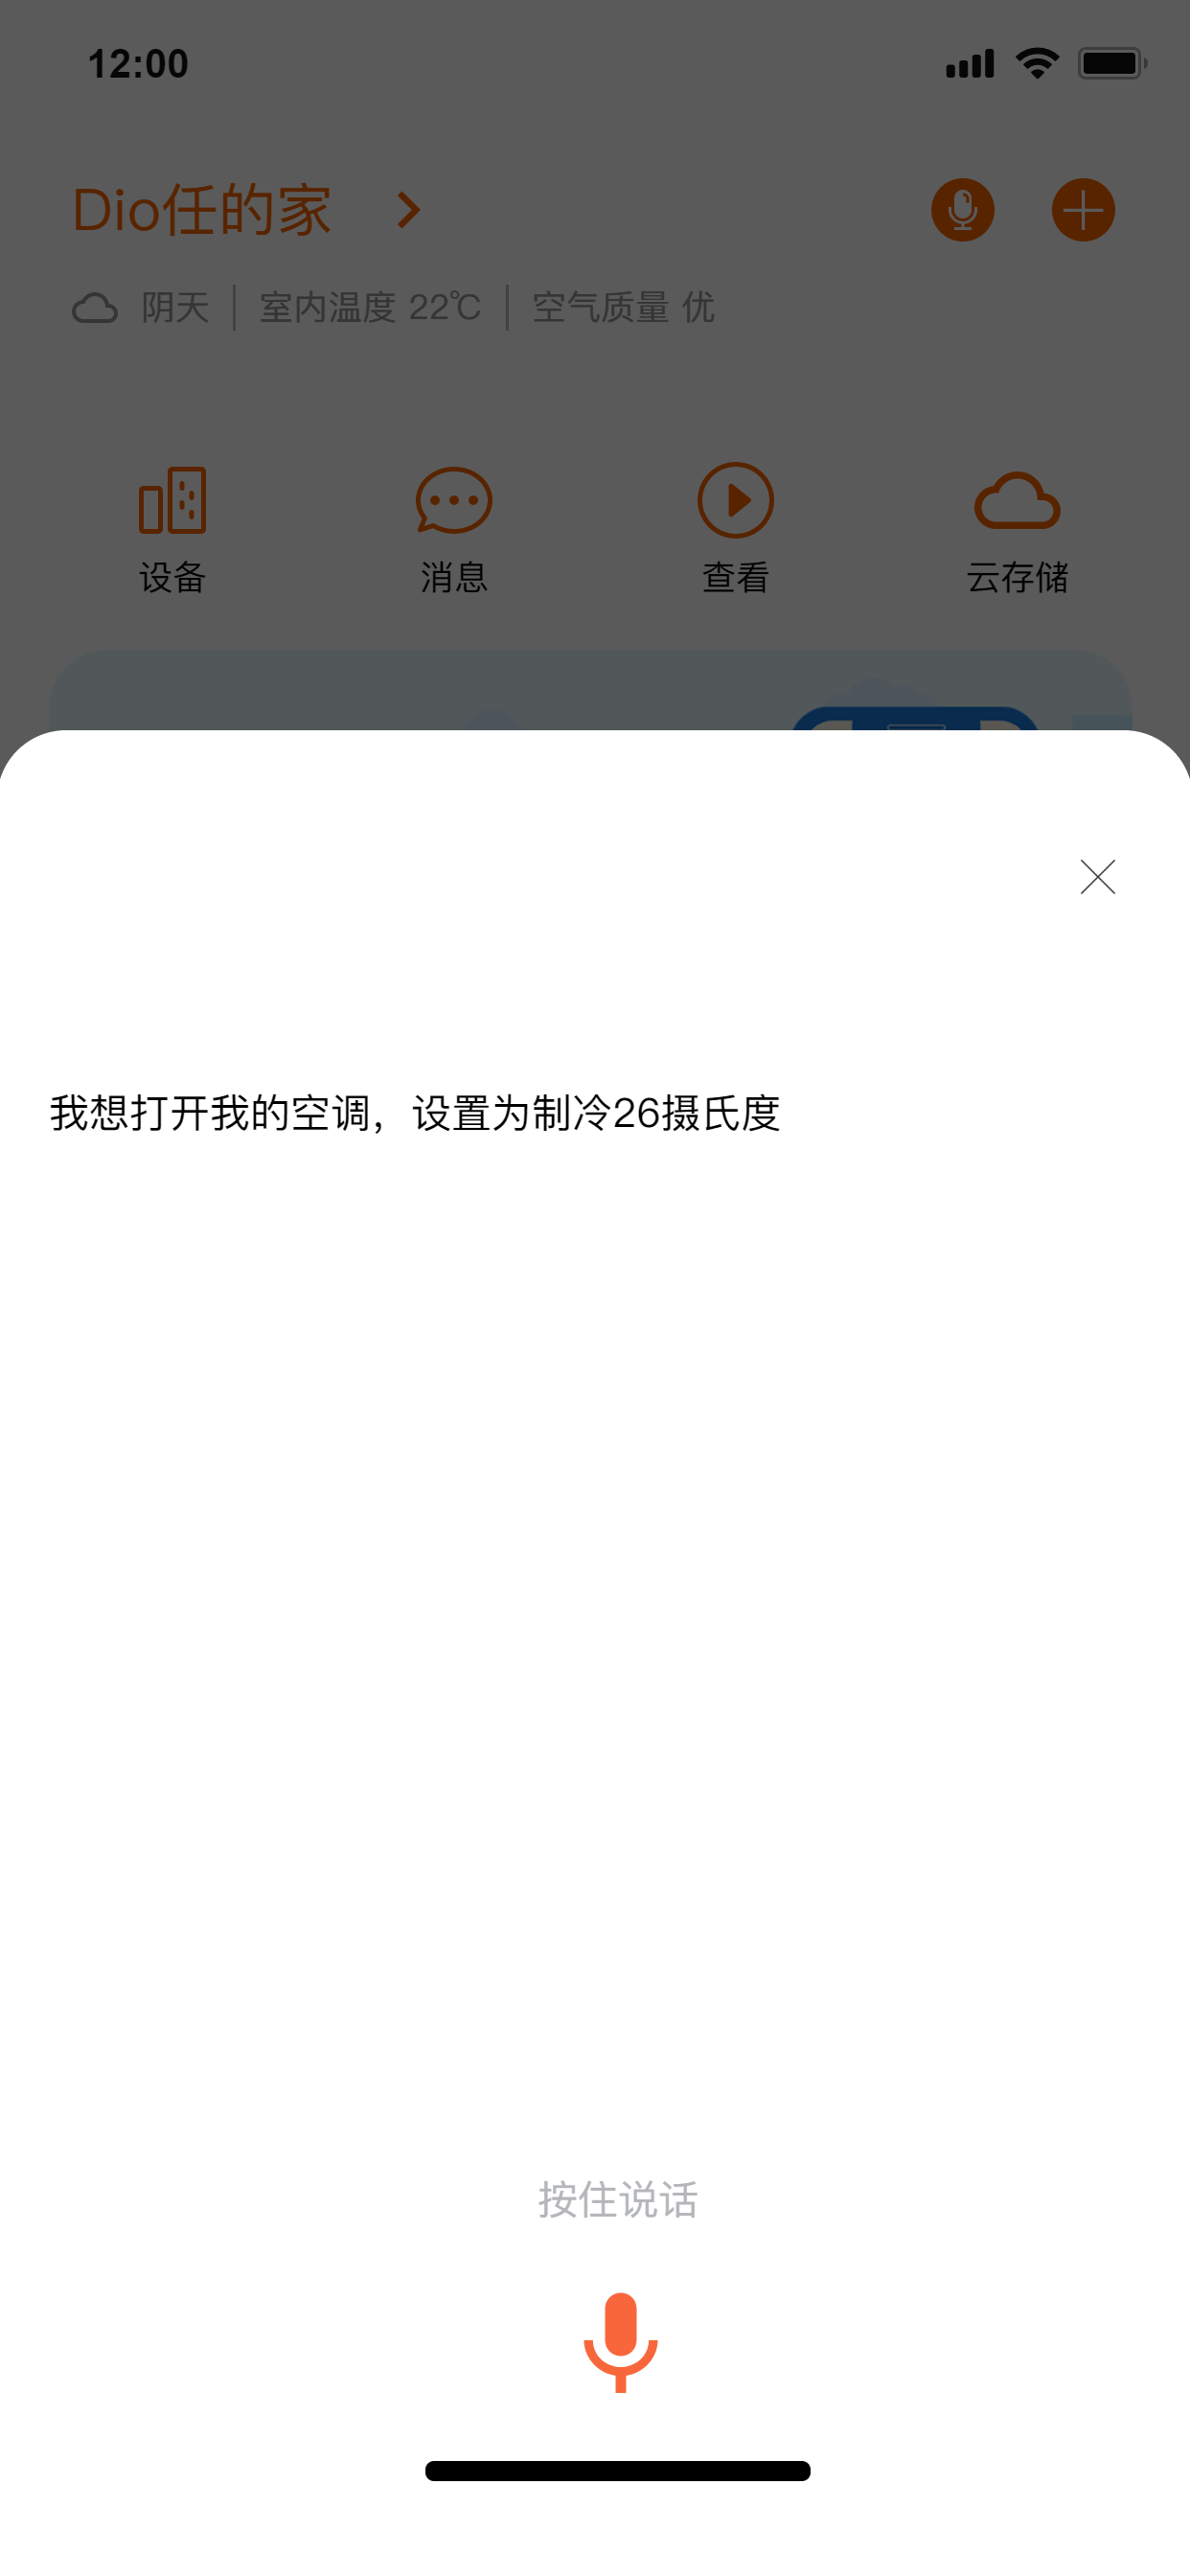 12:00
Dio任的家
阴天 室内温度 22℃ 空气质量 优
设备 消息 查看 云存储
我想打开我的空调，设置为制冷26摄氏度
按住说话